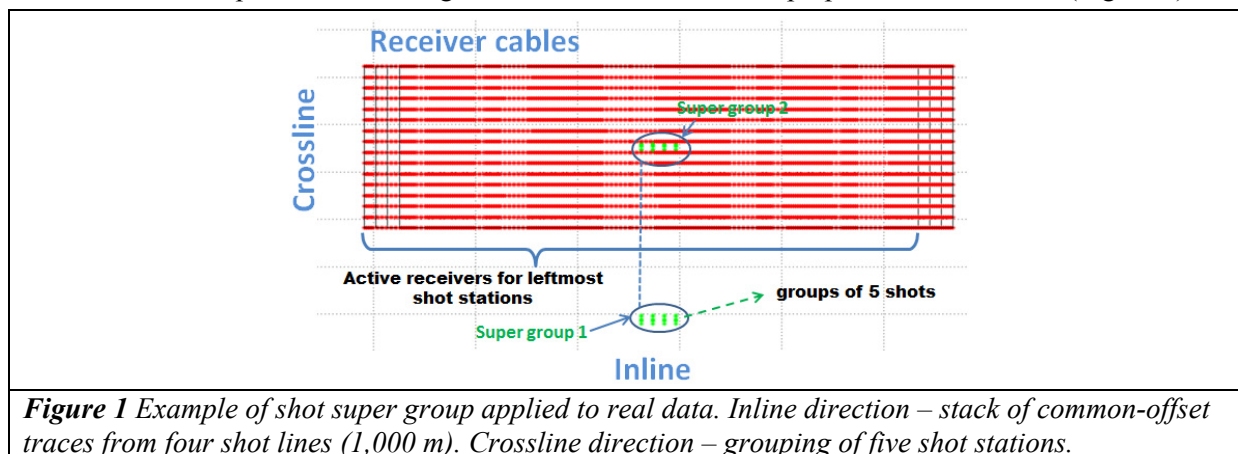 Receiver cables
Crossline
Super group 2
Active receivers for leftmost
shot stations
groups of 5 shots
Super group 1
Inline
Figure 1 Example of shot super group applied to real data. Inline direction – stack of common-offset
traces from four shot lines (1,000 m). Crossline direction – grouping of five shot stations.